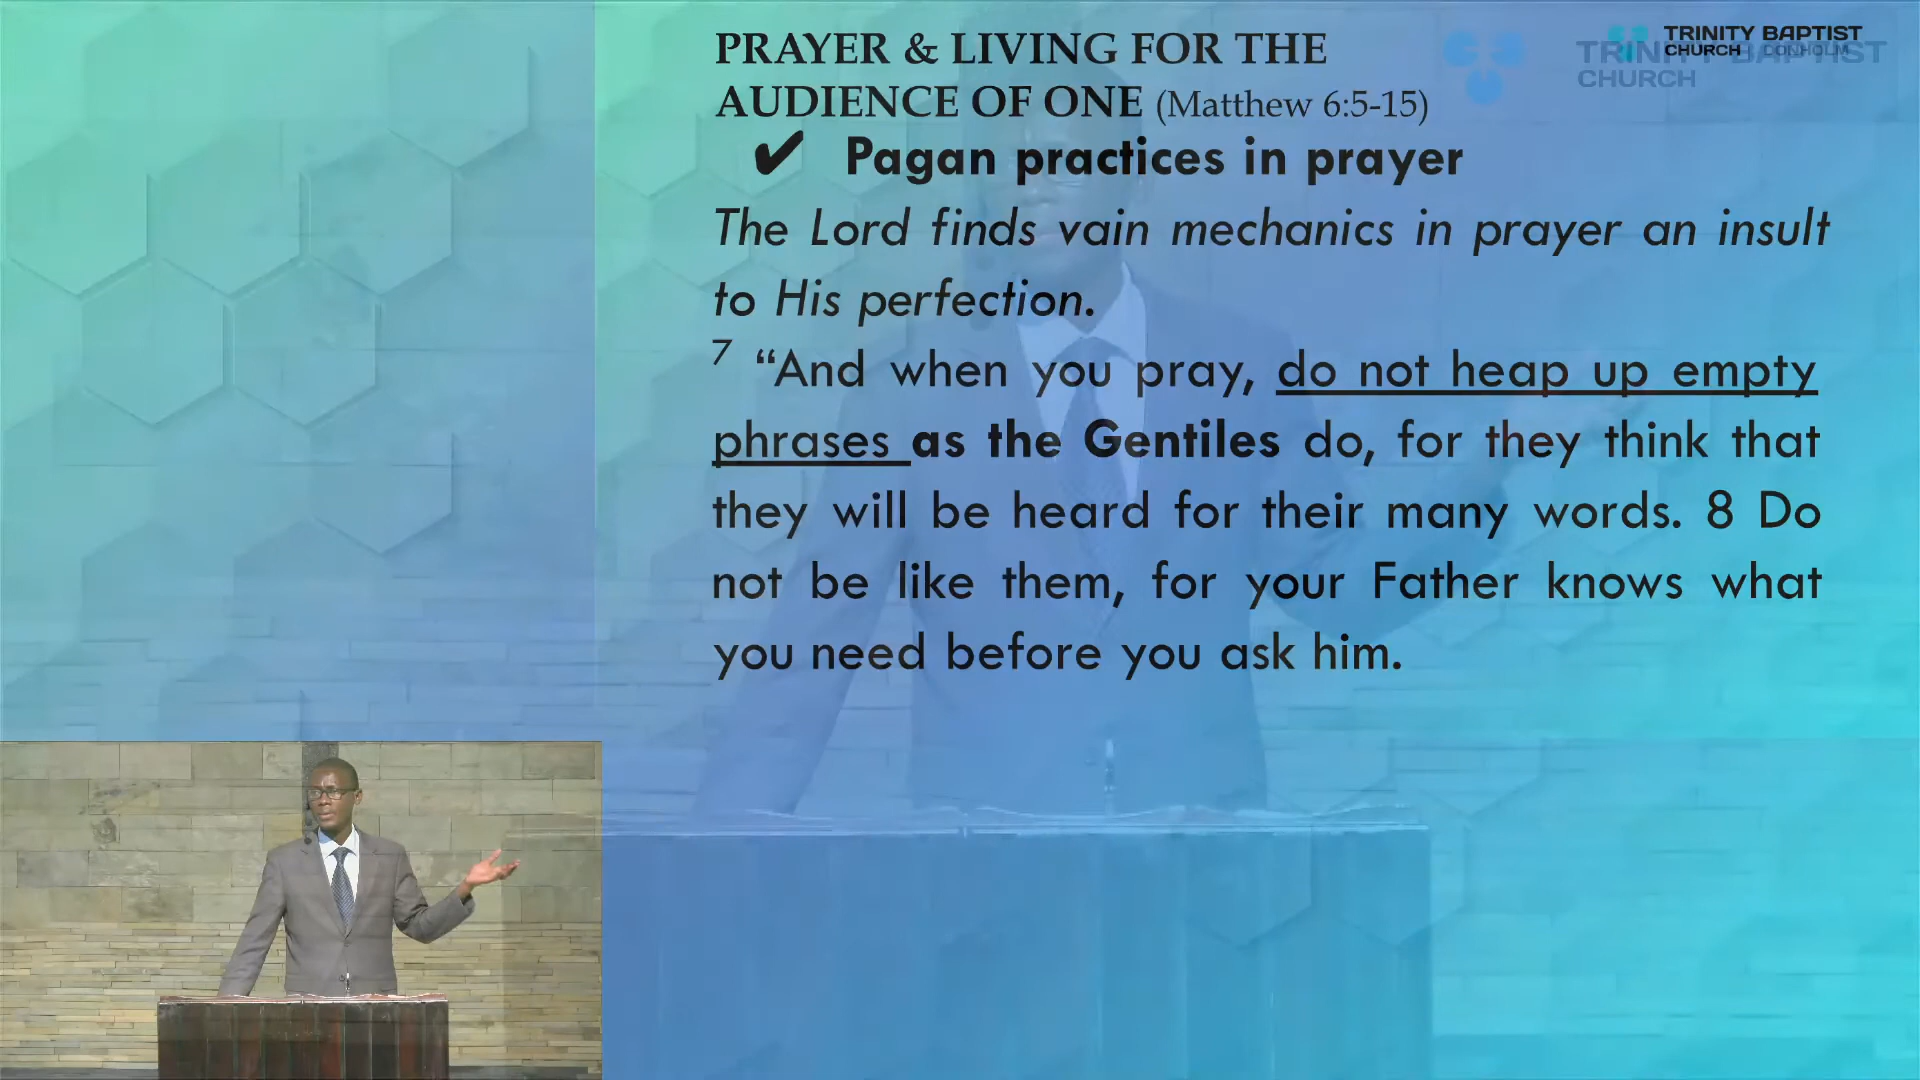 PRAYER & LIVING FOR THE
AUDIENCE OF ONE (Matthew 6:5-15)
✔ Pagan practices in prayer
The Lord finds vain mechanics in prayer an insult
to His perfection.
7 “And when you pray, do not heap up empty
phrases as the Gentiles do, for they think that
they will be heard for their many words. 8 Do
not be like them, for your Father knows what
you need before you ask him.
TRINITY BAPTIST
CHURCH
TRINITY BAPTIST
CHURCH